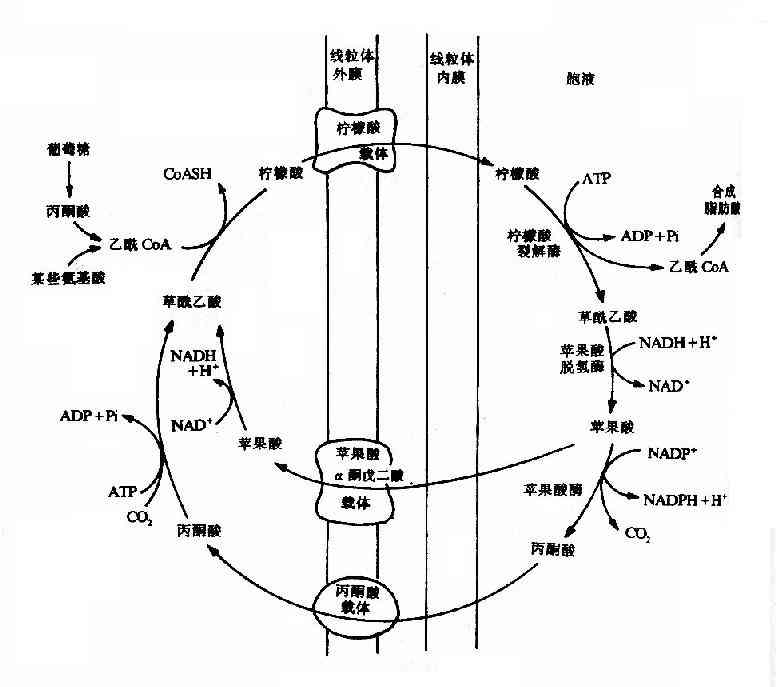 线粒体
外膜
线粒体
内膜
胞液
柠檬酸
载体
葡萄糖
CoASH
柠檬酸
柠檬酸
ATP
合成
脂肪酸
丙酮酸
柠檬酸
裂解酶
ADP+Pi
乙酰 CoA
乙酰 CoA
某些氨基酸
草酰乙酸
草酰乙酸
苹果酸
脱氢酶
NADH+H⁺
NADH
+H⁺
NAD⁺
ADP+Pi
NAD⁺
苹果酸
苹果酸
苹果酸
α 酮戊二酸
载体
NADP⁺
ATP
CO₂
苹果酸酶
NADPH+H⁺
丙酮酸
CO₂
丙酮酸
丙酮酸
载体